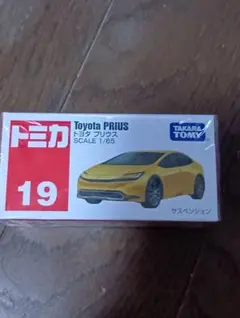 トミカ
Toyota PRIUS
トヨタ プリウス
SCALE 1/65
TAKARA
TOMY
19
サスペンション